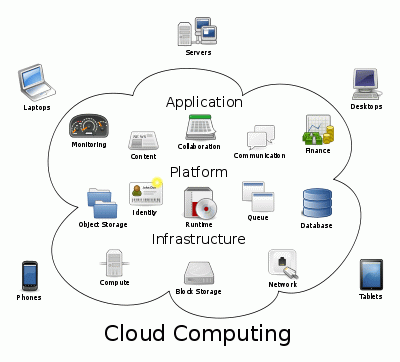 Servers
Laptops
Desktops
Application
Monitoring
Content
Collaboration
Communication
Finance
Platform
Object Storage
Identity
Runtime
Queue
Database
Infrastructure
Compute
Block Storage
Network
Phones
Tablets
Cloud Computing